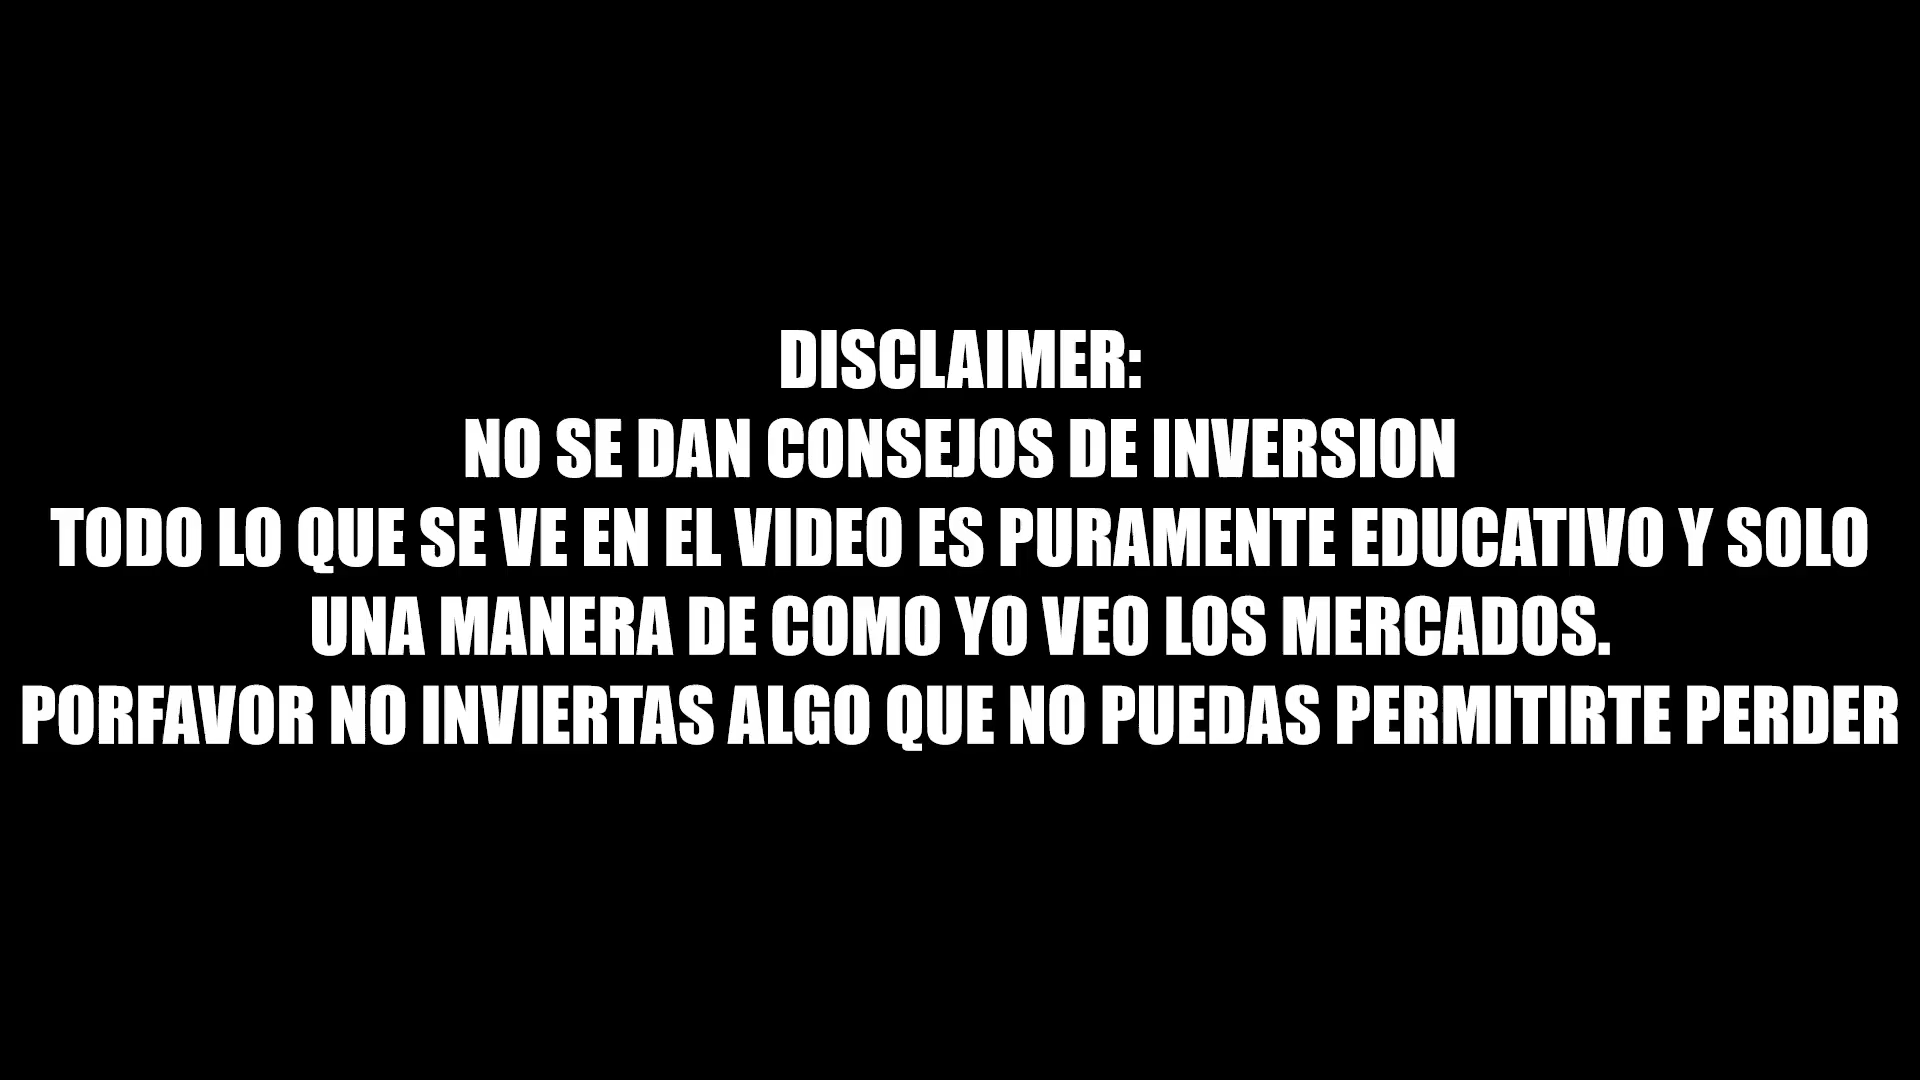 DISCLAIMER:
NO SE DAN CONSEJOS DE INVERSION
TODO LO QUE SE VE EN EL VIDEO ES PURAMENTE EDUCATIVO Y SOLO
UNA MANERA DE COMO YO VEO LOS MERCADOS.
PORFAVOR NO INVIERTAS ALGO QUE NO PUEDAS PERMITIRTE PERDER